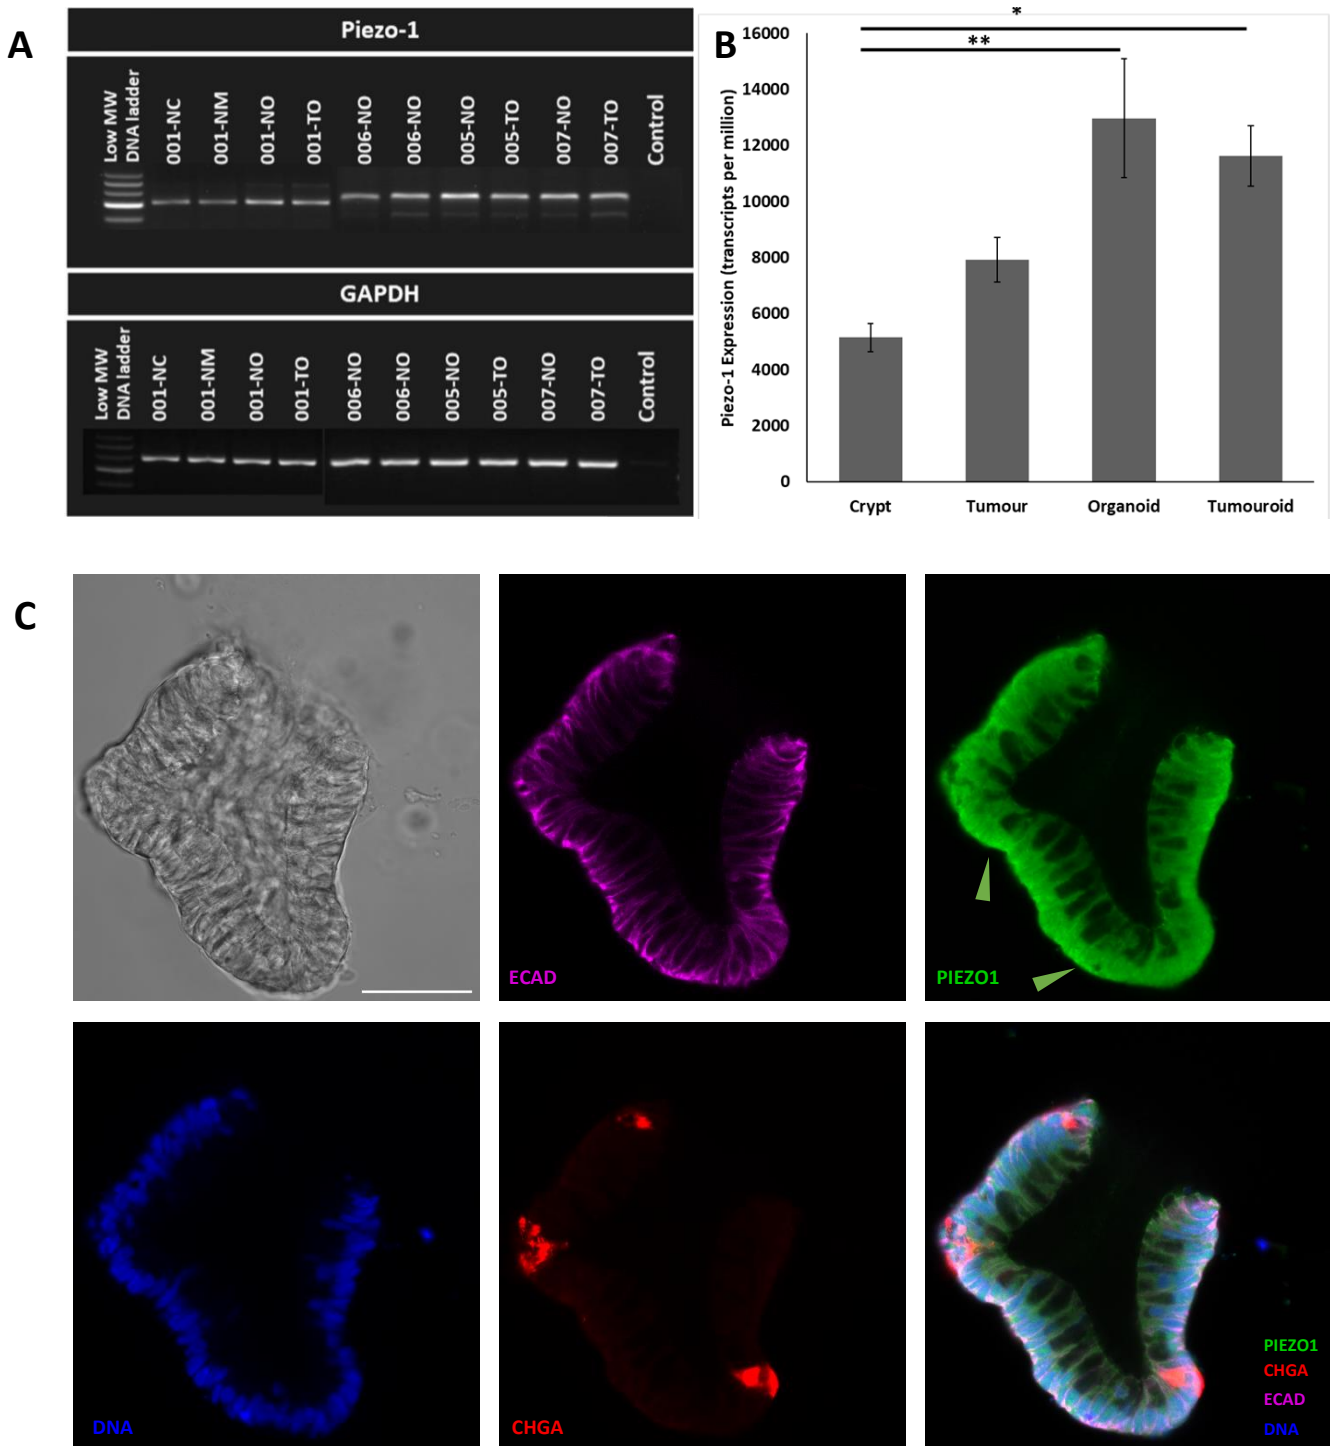 A
Piezo-1
Low MW
DNA ladder
001-NC
001-NM
001-NO
001-TO
006-NO
006-NO
005-NO
005-TO
007-NO
007-TO
Control
GAPDH
Low MW
DNA ladder
001-NC
001-NM
001-NO
001-TO
006-NO
006-NO
005-NO
005-TO
007-NO
007-TO
Control
B
*
**
Piezo-1 Expression (transcripts per million)
16000
14000
12000
10000
8000
6000
4000
2000
0
Crypt Tumour Organoid Tumouroid
C
ECAD
PIEZO1
DNA
CHGA
PIEZO1
CHGA
ECAD
DNA